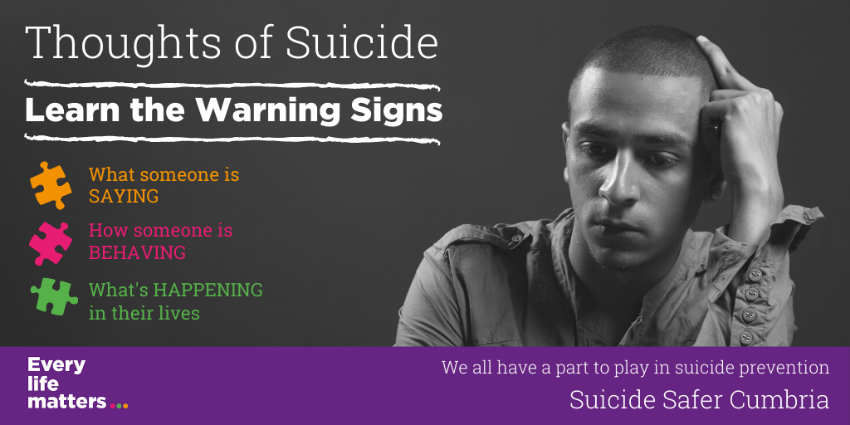 Thoughts of Suicide
Learn the Warning Signs
What someone is
SAYING
How someone is
BEHAVING
What's HAPPENING
in their lives
Every
life
matters...
We all have a part to play in suicide prevention
Suicide Safer Cumbria